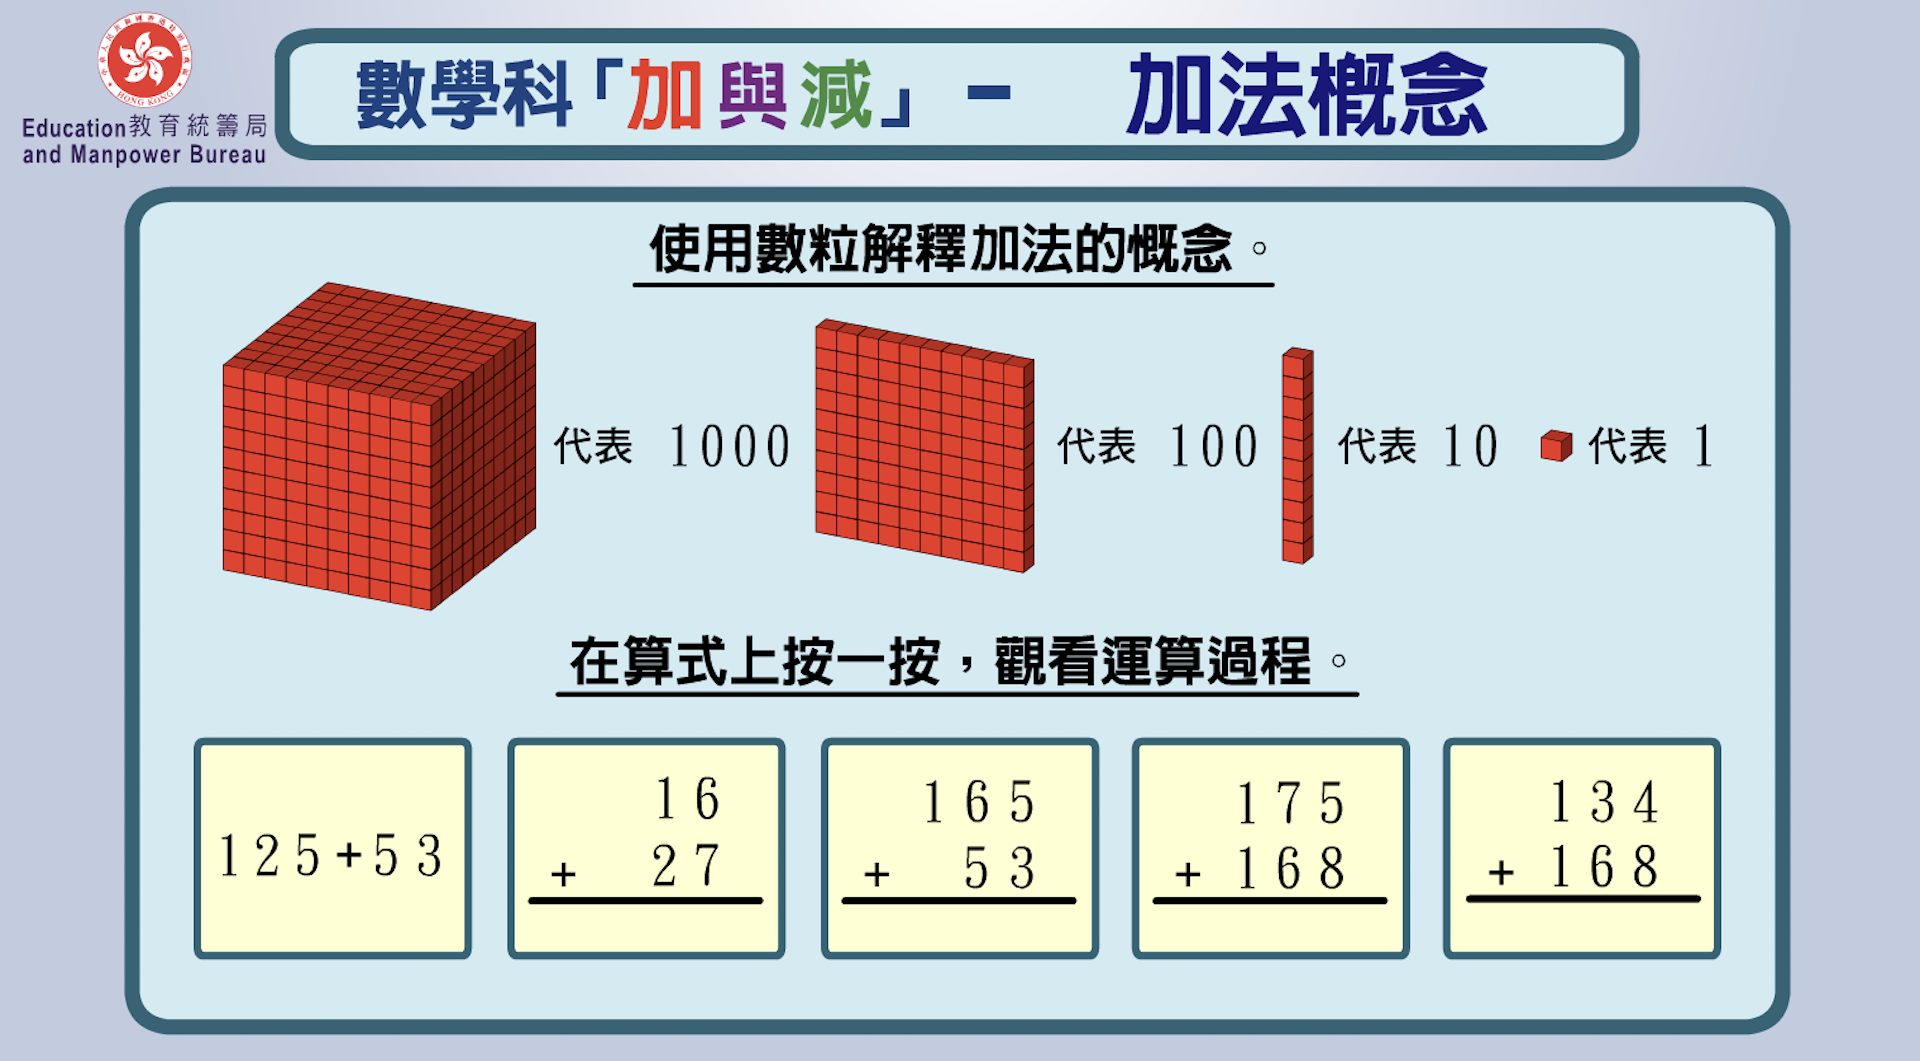 Education教育統籌局
and Manpower Bureau
數學科「加與減」－ 加法概念
使用數粒解釋加法的慨念。
代表 1000
代表 100
代表 10
代表 1
在算式上按一按，觀看運算過程。
125+53
16
+ 27
165
+ 53
175
+ 168
134
+ 168